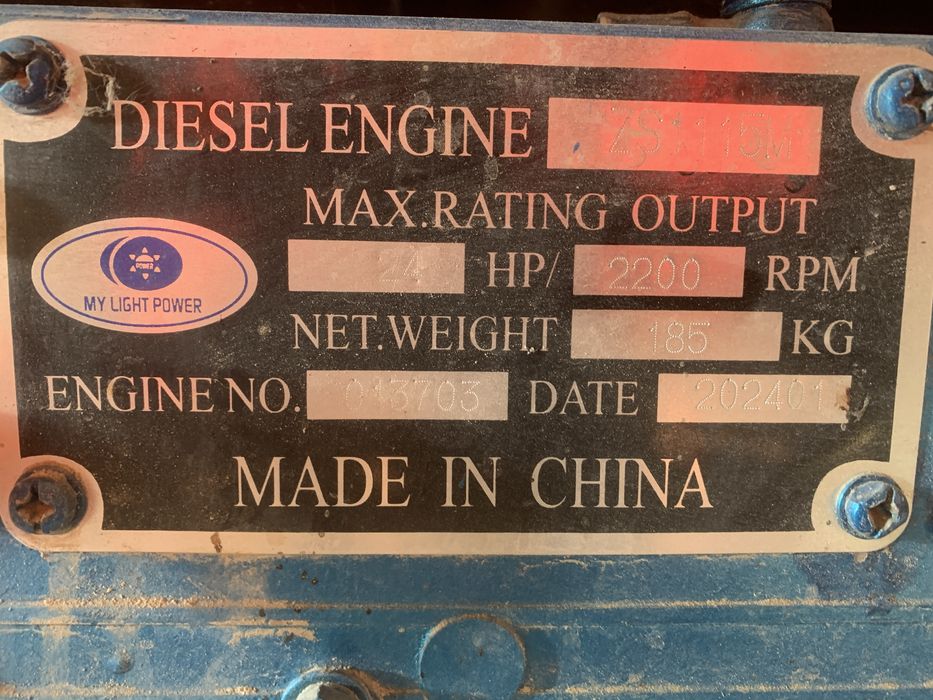 DIESEL ENGINE ZS1115M
MAX.RATING OUTPUT
24 HP/ 2200 RPM
POWER
MY LIGHT POWER
NET.WEIGHT 185 KG
ENGINE NO. 013703 DATE 202401
MADE IN CHINA